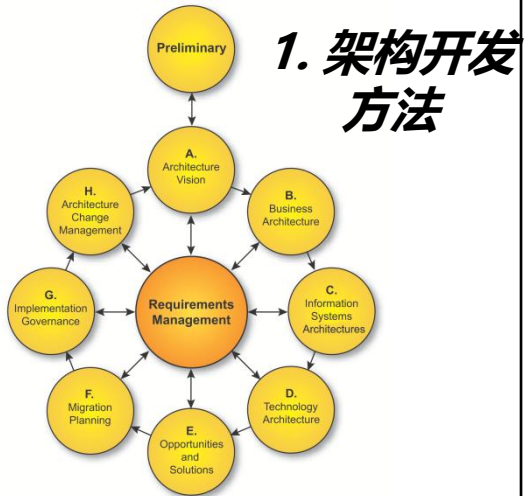 1. 架构开发
方法
Preliminary
A.
Architecture
Vision
B.
Business
Architecture
C.
Information
Systems
Architectures
D.
Technology
Architecture
E.
Opportunities
and
Solutions
F.
Migration
Planning
G.
Implementation
Governance
H.
Architecture
Change
Management
Requirements
Management